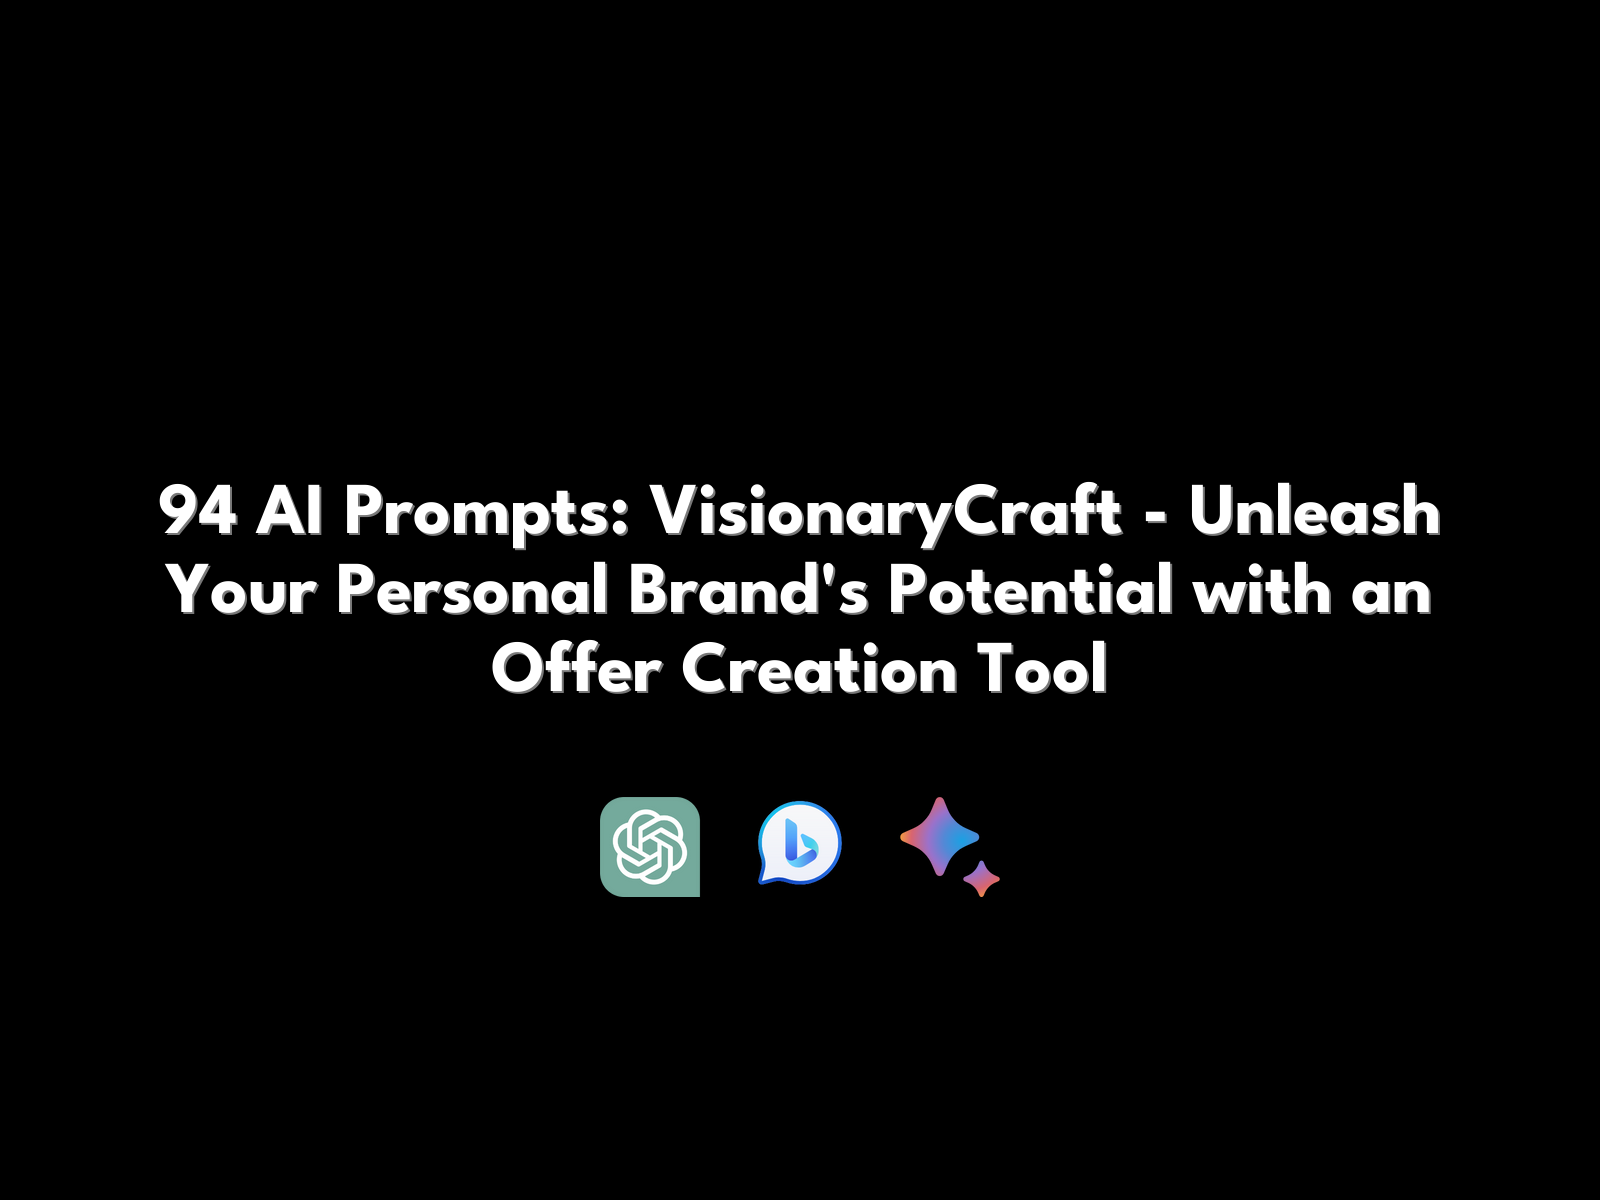 94 AI Prompts: VisionaryCraft - Unleash
Your Personal Brand's Potential with an
Offer Creation Tool